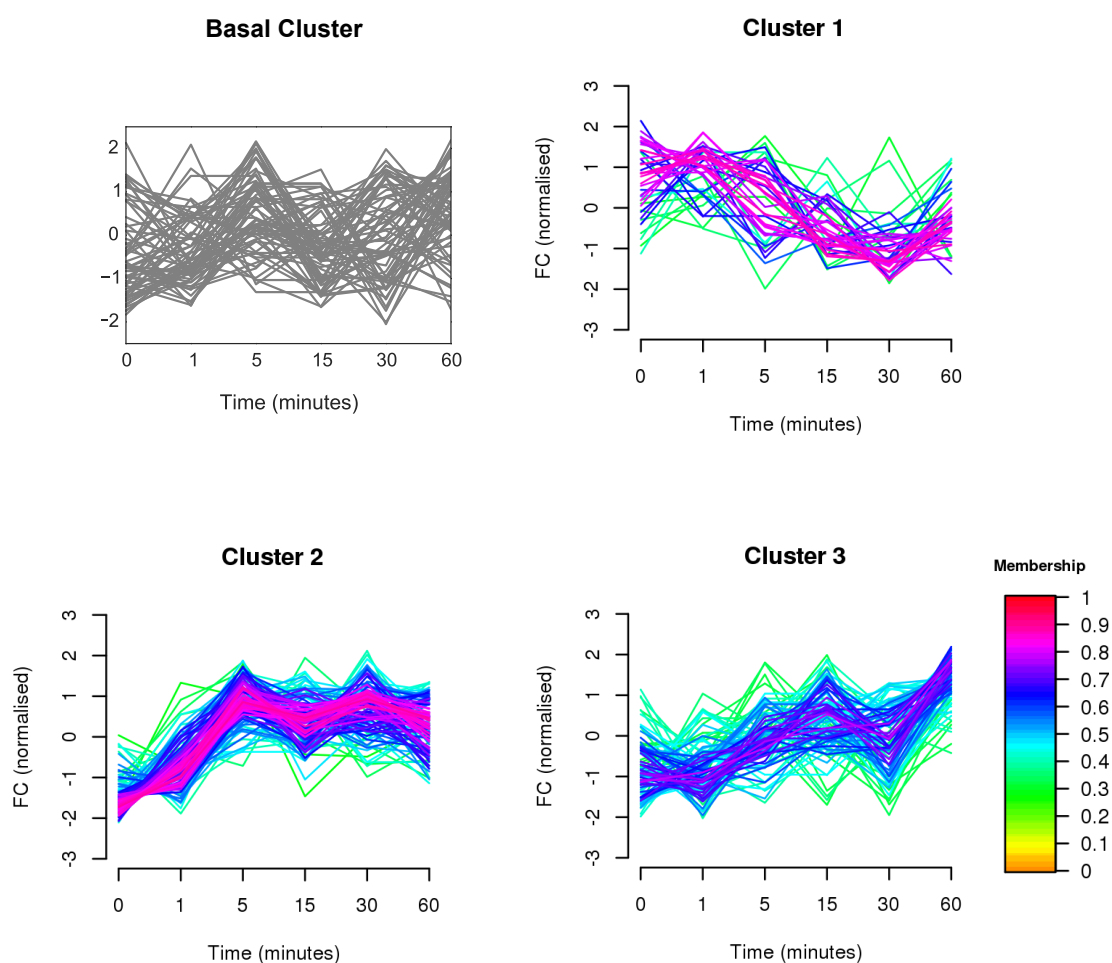 Basal Cluster
2
1
0
−1
−2
0 1 5 15 30 60
Time (minutes)
Cluster 1
FC (normalised)
3
2
1
0
-1
-2
-3
0 1 5 15 30 60
Time (minutes)
Cluster 2
FC (normalised)
3
2
1
0
-1
-2
-3
0 1 5 15 30 60
Time (minutes)
Cluster 3
FC (normalised)
3
2
1
0
-1
-2
-3
0 1 5 15 30 60
Time (minutes)
Membership
1
0.9
0.8
0.7
0.6
0.5
0.4
0.3
0.2
0.1
0